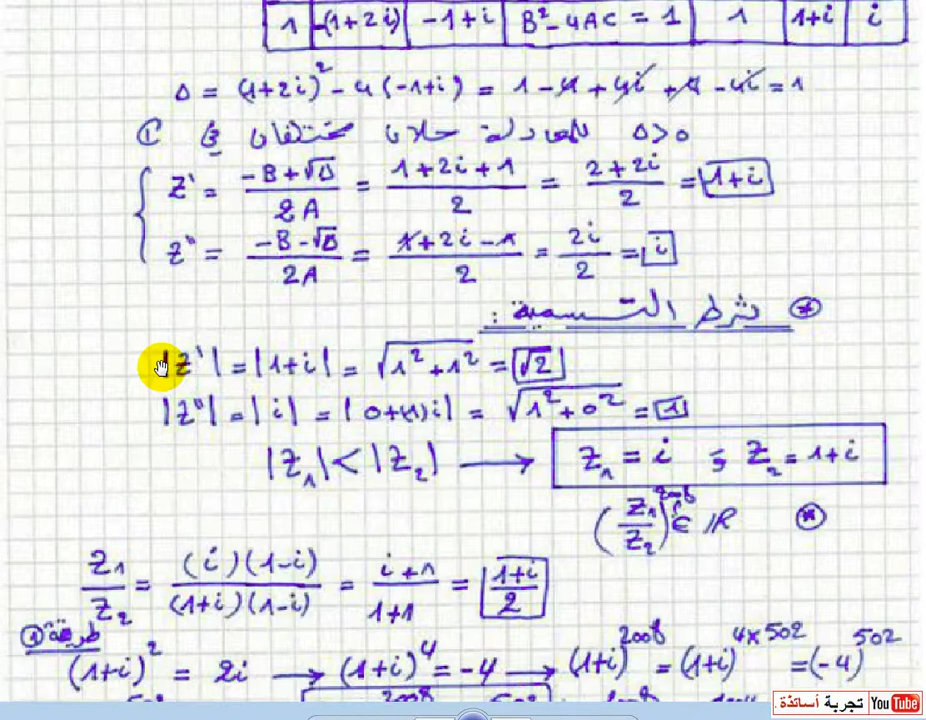 1 | -(1+2i) | -1+i | B²-4AC = 1 | 1 | 1+i | i
Δ = (1+2i)² - 4(-1+i) = 1 - 4 + 4i + 4 - 4i = 1
Δ>0 للمعادلة حلان مختلفان في ℂ
Z' = (-B+√Δ)/2A = (1+2i+1)/2 = (2+2i)/2 = 1+i
Z" = (-B-√Δ)/2A = (1+2i-1)/2 = 2i/2 = i
* شرط التسمية :
|Z'| = |1+i| = √(1²+1²) = √2
|Z"| = |i| = |0+(1)i| = √(1²+0²) = 1
|Z₁| < |Z₂| → Z₁ = i و Z₂ = 1+i
* (Z₁/Z₂)²⁰⁰⁸ ∈ IR
Z₁/Z₂ = (i)(1-i)/(1+i)(1-i) = (i+1)/(1+1) = (1+i)/2
طريقة ①
(1+i)² = 2i → (1+i)⁴ = -4 → (1+i)²⁰⁰⁸ = (1+i)⁴ˣ⁵⁰² = (-4)⁵⁰²
YouTube تجربة أساتذة.